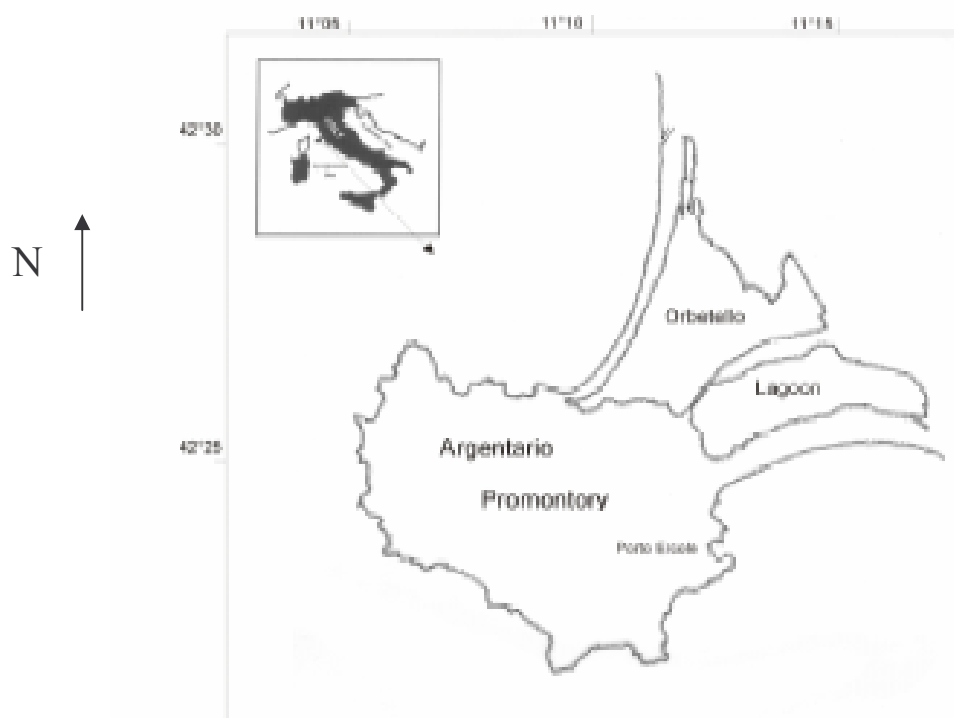 11°05 11°10 11°15
42°30
N
Orbetello
Lagoon
42°25
Argentario
Promontory
Porto Ercole